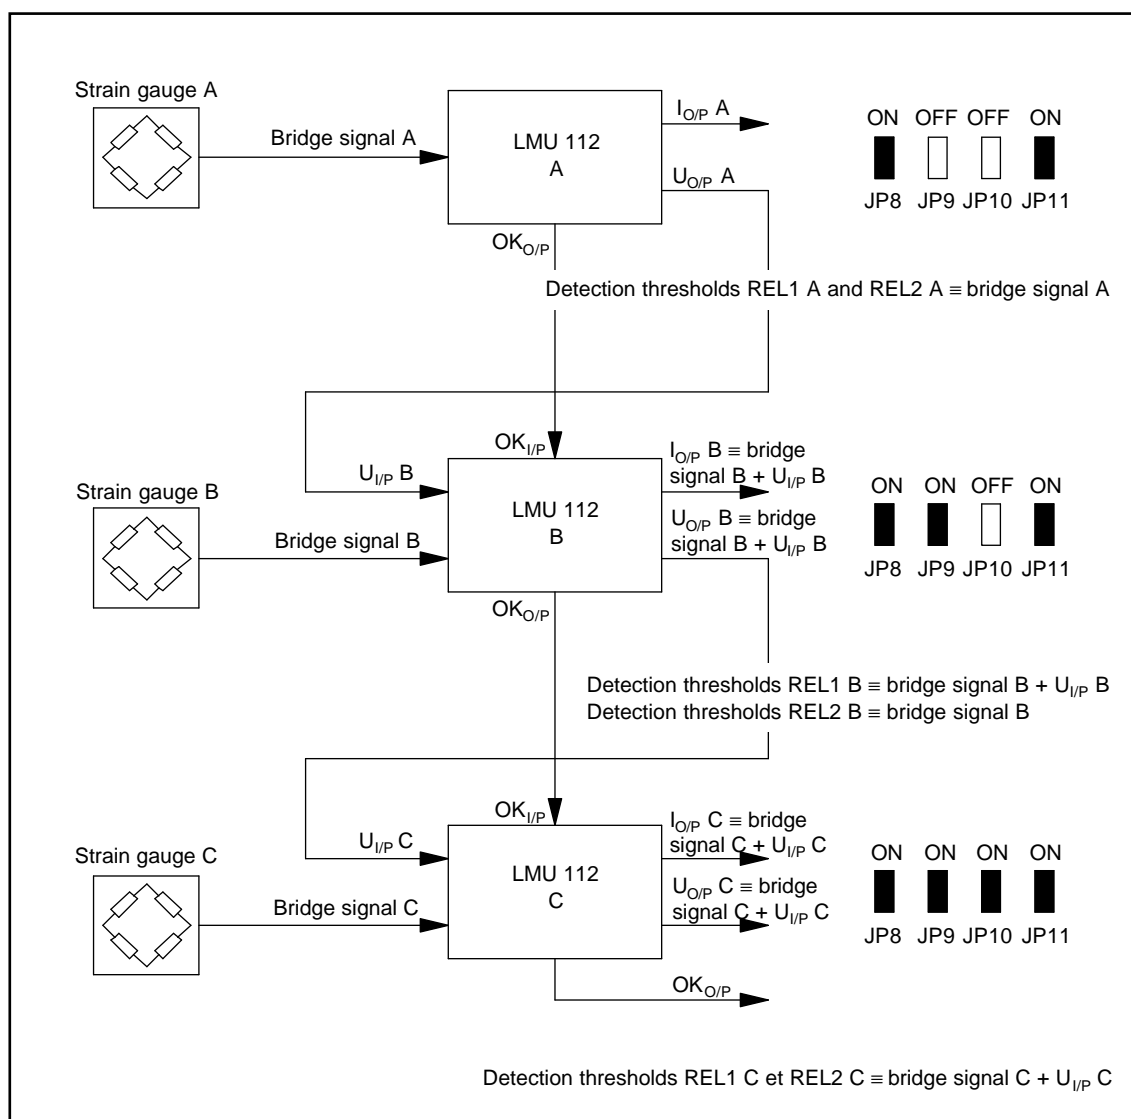 Strain gauge A
Bridge signal A
LMU 112
A
I_O/P A
U_O/P A
OK_O/P
ON OFF OFF ON
JP8 JP9 JP10 JP11
Detection thresholds REL1 A and REL2 A ≡ bridge signal A
OK_I/P
U_I/P B
Strain gauge B
Bridge signal B
LMU 112
B
I_O/P B ≡ bridge
signal B + U_I/P B
U_O/P B ≡ bridge
signal B + U_I/P B
OK_O/P
ON ON OFF ON
JP8 JP9 JP10 JP11
Detection thresholds REL1 B ≡ bridge signal B + U_I/P B
Detection thresholds REL2 B ≡ bridge signal B
OK_I/P
U_I/P C
Strain gauge C
Bridge signal C
LMU 112
C
I_O/P C ≡ bridge
signal C + U_I/P C
U_O/P C ≡ bridge
signal C + U_I/P C
OK_O/P
ON ON ON ON
JP8 JP9 JP10 JP11
Detection thresholds REL1 C et REL2 C ≡ bridge signal C + U_I/P C